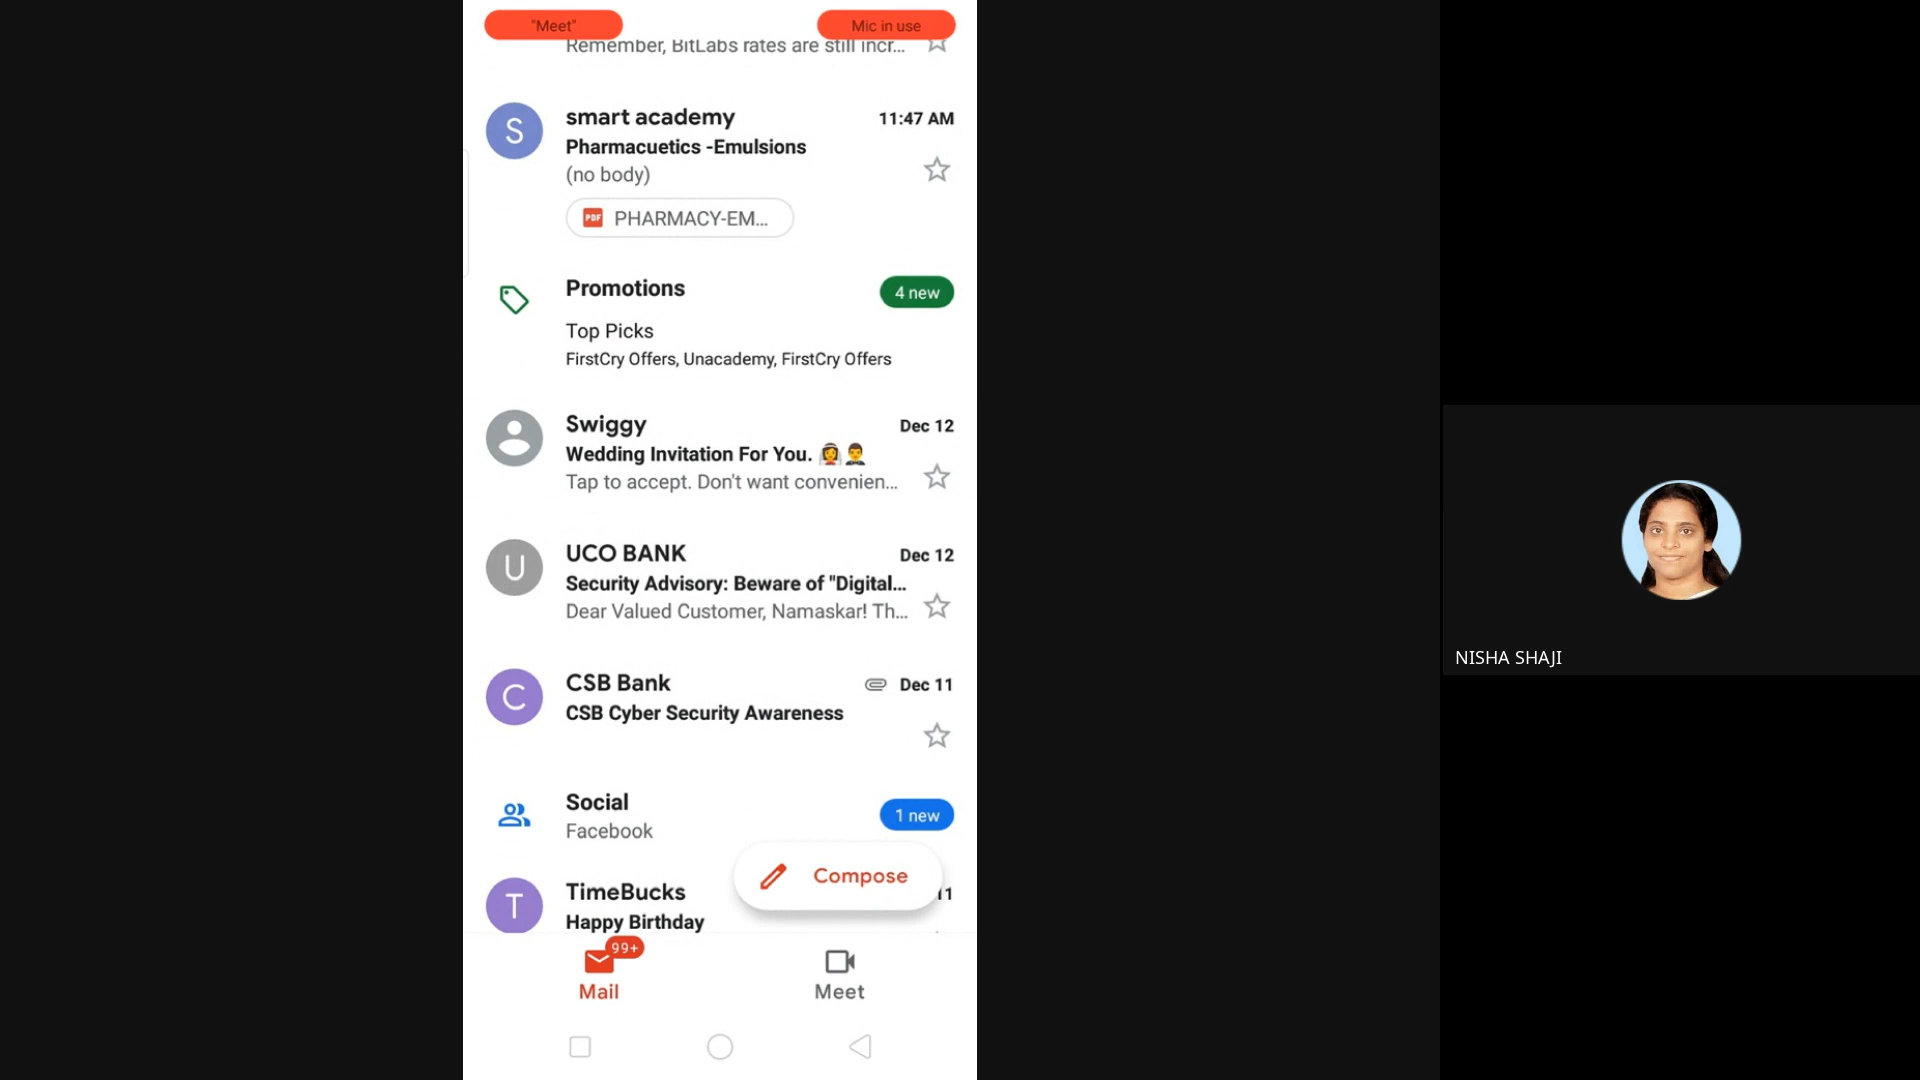 "Meet"
Mic in use
Remember, BitLabs rates are still incr...
S
smart academy
11:47 AM
Pharmacuetics -Emulsions
(no body)
PDF
PHARMACY-EM...
Promotions
4 new
Top Picks
FirstCry Offers, Unacademy, FirstCry Offers
Swiggy
Dec 12
Wedding Invitation For You. 👰🤵
Tap to accept. Don't want convenien...
U
UCO BANK
Dec 12
Security Advisory: Beware of "Digital...
Dear Valued Customer, Namaskar! Th...
C
CSB Bank
Dec 11
CSB Cyber Security Awareness
Social
1 new
Facebook
Compose
T
TimeBucks
11
Happy Birthday
99+
Mail
Meet
NISHA SHAJI